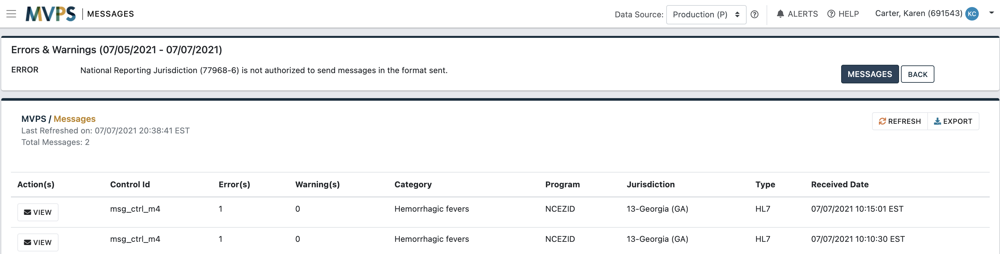 MVPS | MESSAGES Data Source: Production (P) ALERTS HELP Carter, Karen (691543) KC
Errors & Warnings (07/05/2021 - 07/07/2021)
ERROR National Reporting Jurisdiction (77968-6) is not authorized to send messages in the format sent. MESSAGES BACK
MVPS / Messages REFRESH EXPORT
Last Refreshed on: 07/07/2021 20:38:41 EST
Total Messages: 2
Action(s) Control Id Error(s) Warning(s) Category Program Jurisdiction Type Received Date
VIEW msg_ctrl_m4 1 0 Hemorrhagic fevers NCEZID 13-Georgia (GA) HL7 07/07/2021 10:15:01 EST
VIEW msg_ctrl_m4 1 0 Hemorrhagic fevers NCEZID 13-Georgia (GA) HL7 07/07/2021 10:10:30 EST